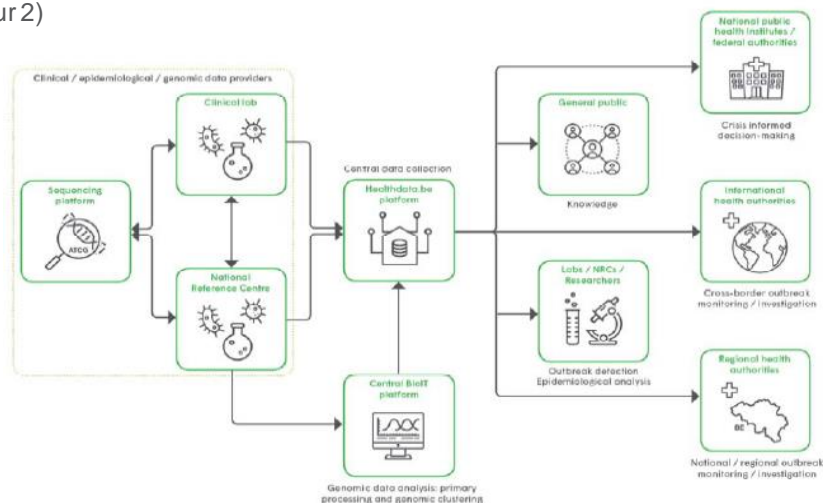 ur 2)
Clinical / epidemiological / genomic data providers
Clinical lab
Sequencing
platform
ATCG
National
Reference Centre
Central data collection
Healthdata.be
platform
Central BioIT
platform
Genomic data analysis: primary
processing and genomic clustering
General public
Knowledge
Labs / NRCs /
Researchers
Outbreak detection
Epidemiological analysis
National public
health institutes /
federal authorities
Crisis informed
decision-making
International
health authorities
Cross-border outbreak
monitoring / investigation
Regional health
authorities
BE
National / regional outbreak
monitoring / investigation